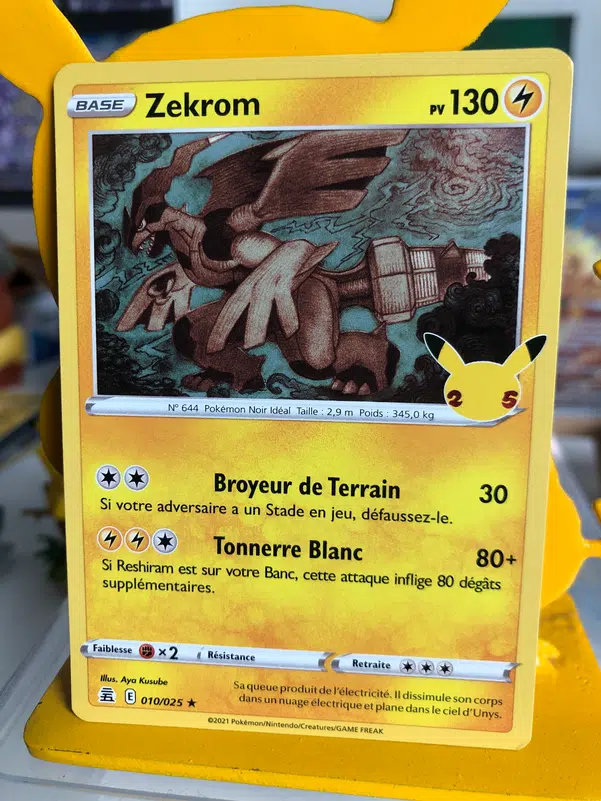 BASE Zekrom PV 130
N° 644 Pokémon Noir Idéal Taille : 2,9 m Poids : 345,0 kg
25
Broyeur de Terrain 30
Si votre adversaire a un Stade en jeu, défaussez-le.
Tonnerre Blanc 80+
Si Reshiram est sur votre Banc, cette attaque inflige 80 dégâts
supplémentaires.
Faiblesse ×2 Résistance Retraite
Illus. Aya Kusube
Sa queue produit de l'électricité. Il dissimule son corps
dans un nuage électrique et plane dans le ciel d'Unys.
E 010/025 ★
©2021 Pokémon/Nintendo/Creatures/GAME FREAK